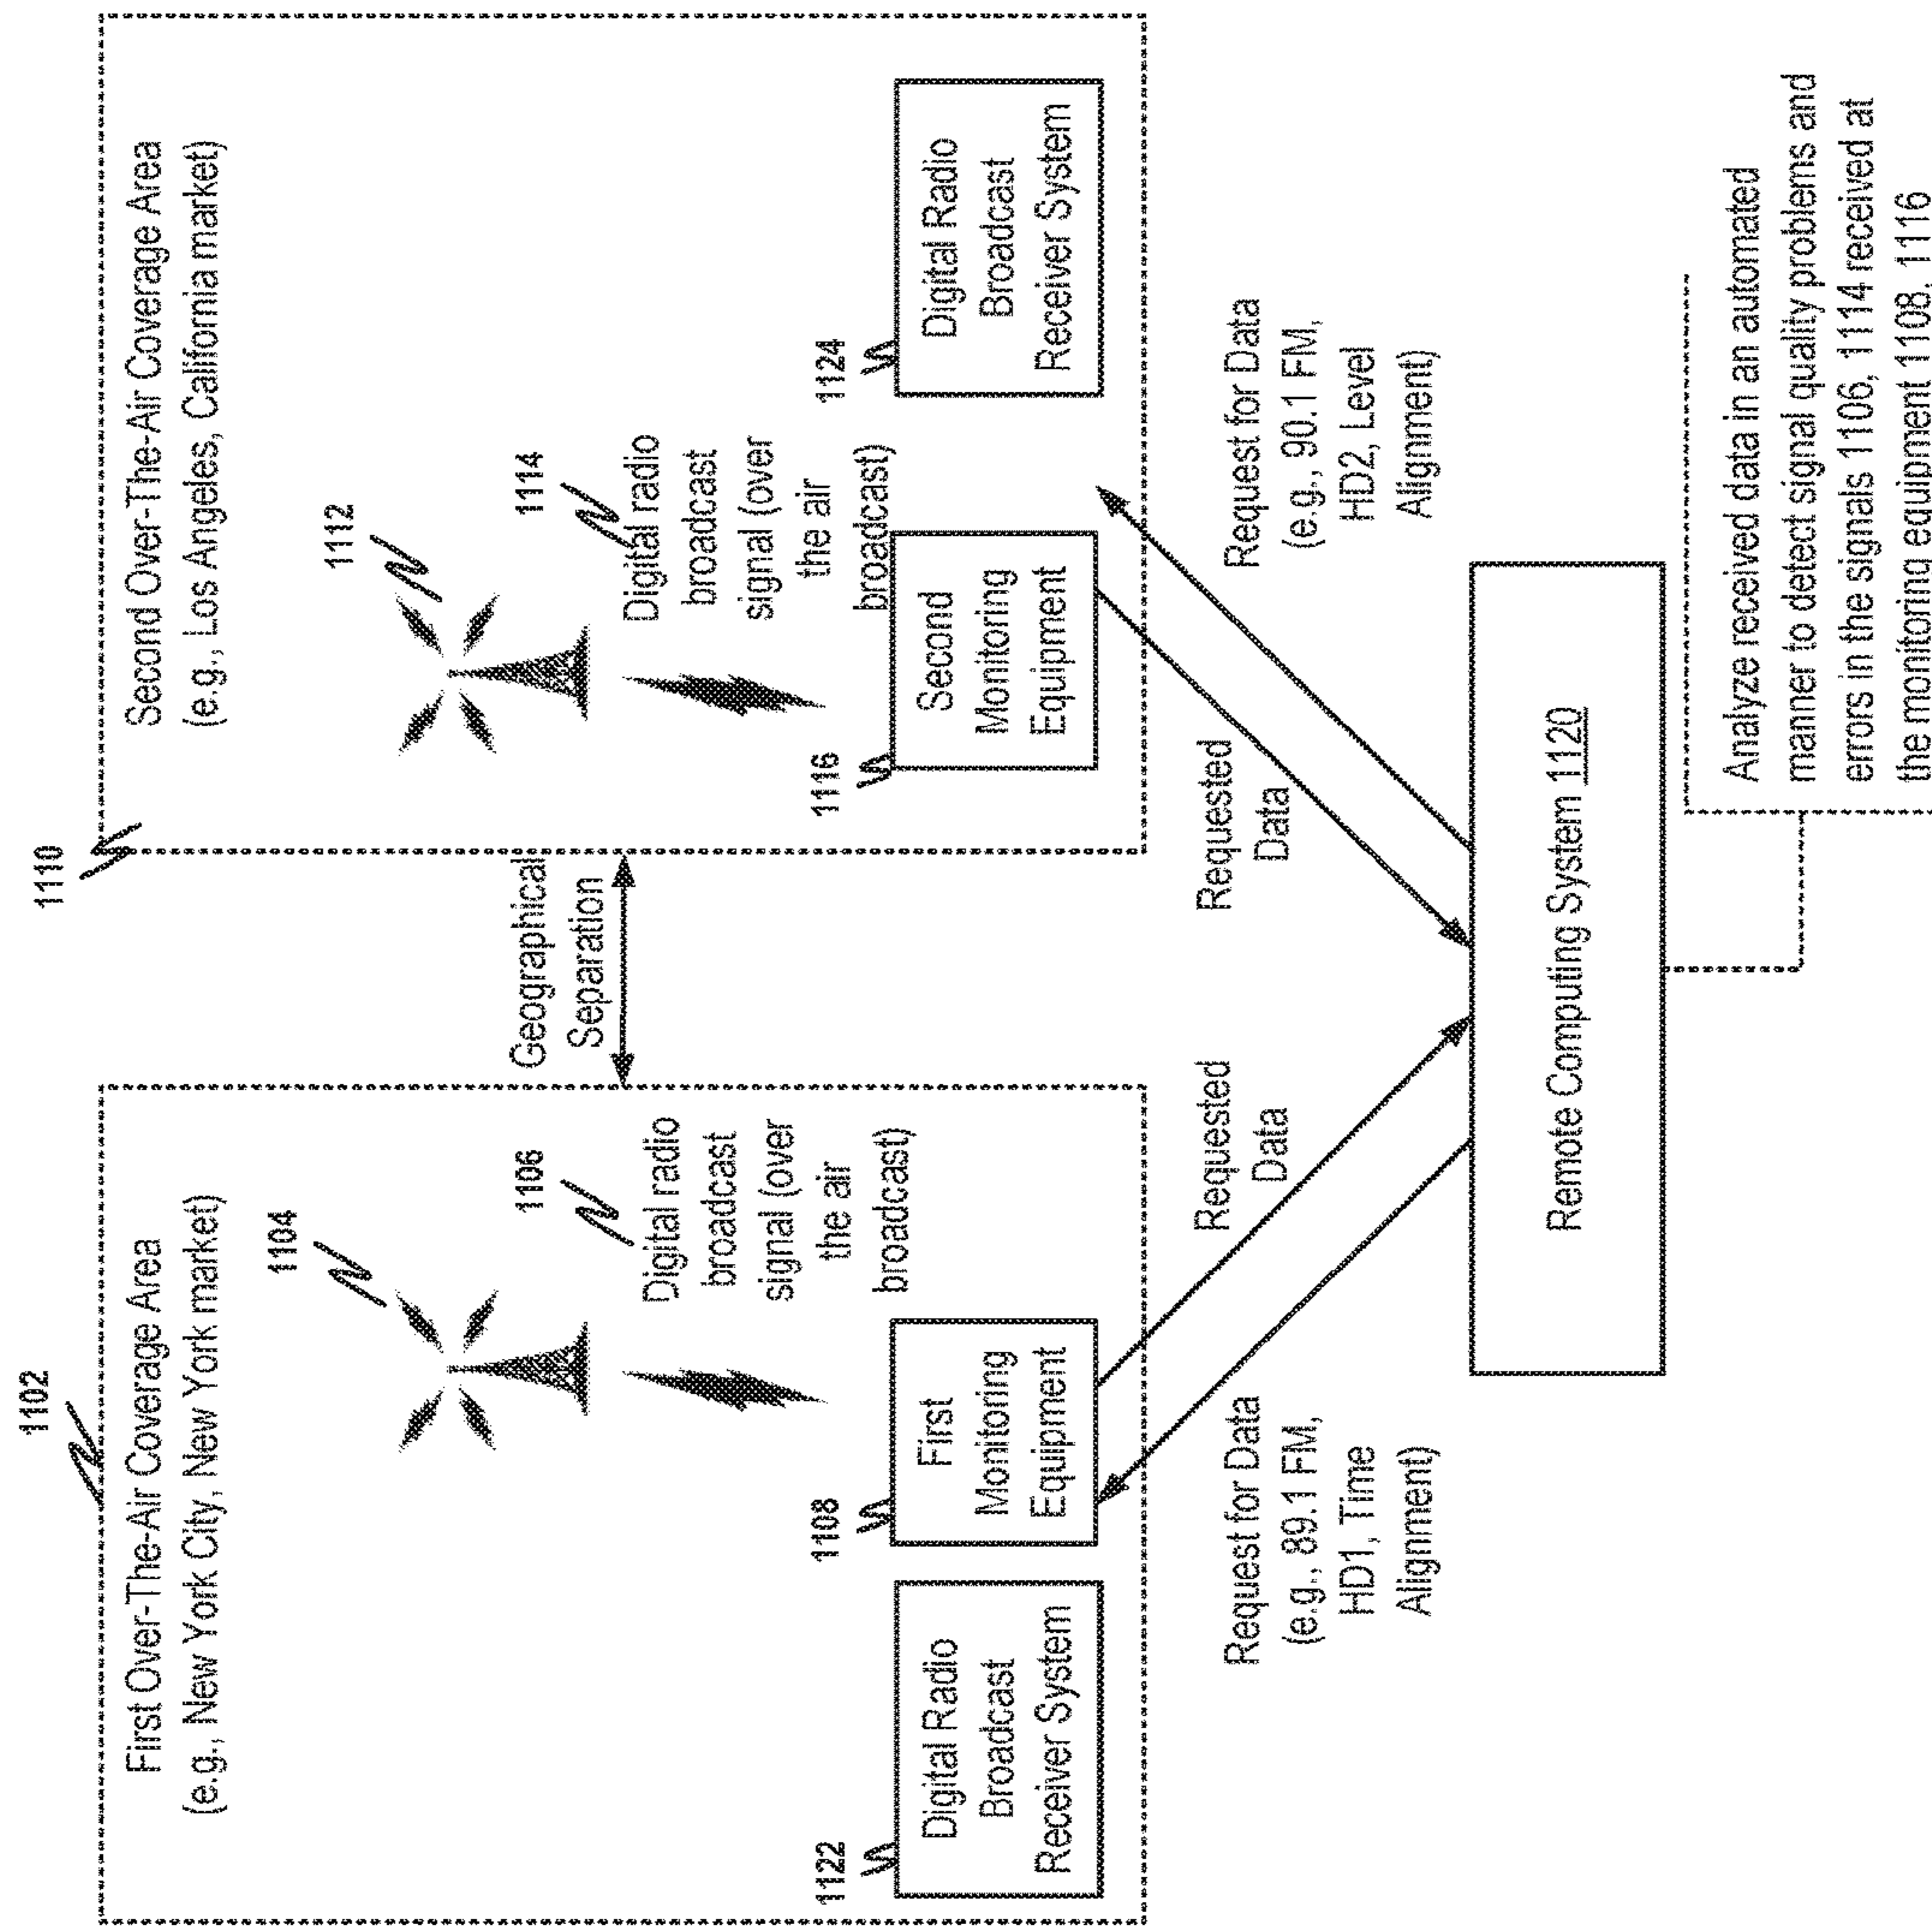 1102
First Over-The-Air Coverage Area
(e.g., New York City, New York market)
1104
1106
Digital radio
broadcast
signal (over
the air
broadcast)
1108
First
Monitoring
Equipment
1122
Digital Radio
Broadcast
Receiver System
Geographical
Separation
1110
Second Over-The-Air Coverage Area
(e.g., Los Angeles, California market)
1112
1114
Digital radio
broadcast
signal (over
the air
broadcast)
1116
Second
Monitoring
Equipment
1124
Digital Radio
Broadcast
Receiver System
Request for Data
(e.g., 89.1 FM,
HD1, Time
Alignment)
Requested
Data
Requested
Data
Request for Data
(e.g., 90.1 FM,
HD2, Level
Alignment)
Remote Computing System 1120
Analyze received data in an automated
manner to detect signal quality problems and
errors in the signals 1106, 1114 received at
the monitoring equipment 1108, 1116